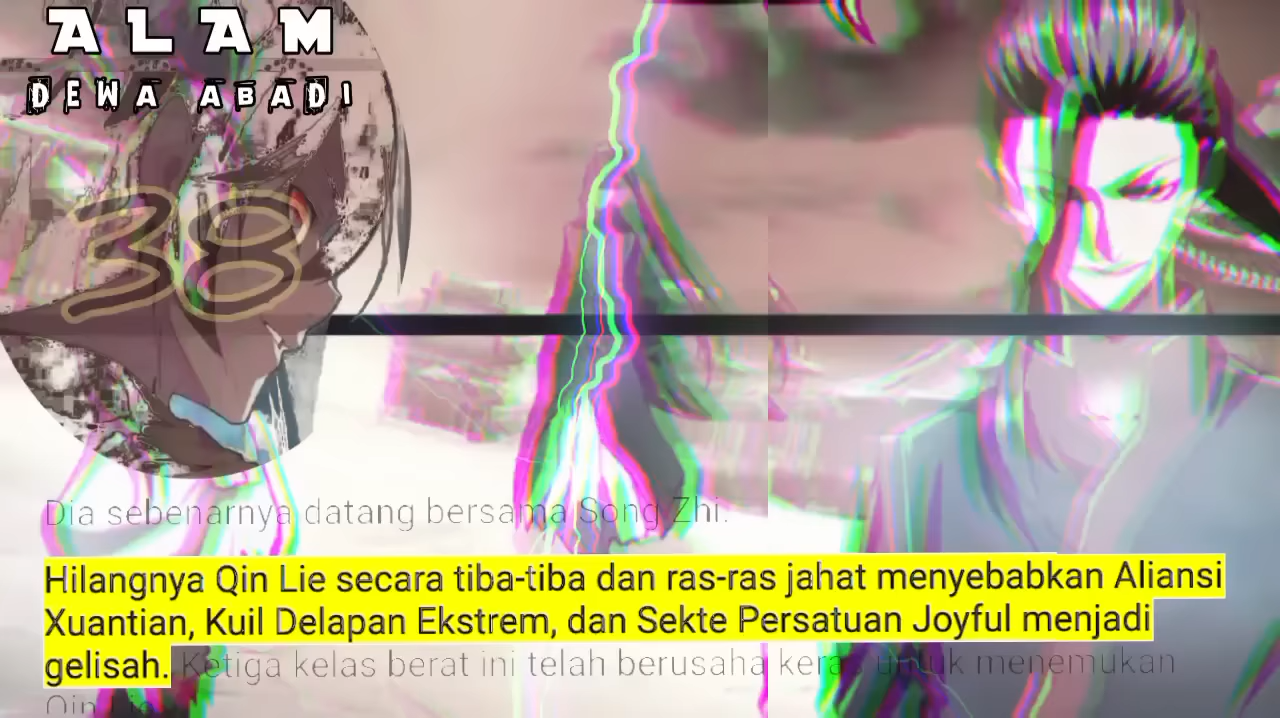 ALAM
DEWA ABADI
38
Dia sebenarnya datang bersama Song Zhi.
Hilangnya Qin Lie secara tiba-tiba dan ras-ras jahat menyebabkan Aliansi
Xuantian, Kuil Delapan Ekstrem, dan Sekte Persatuan Joyful menjadi
gelisah. Ketiga kelas berat ini telah berusaha keras untuk menemukan
Qin Lie